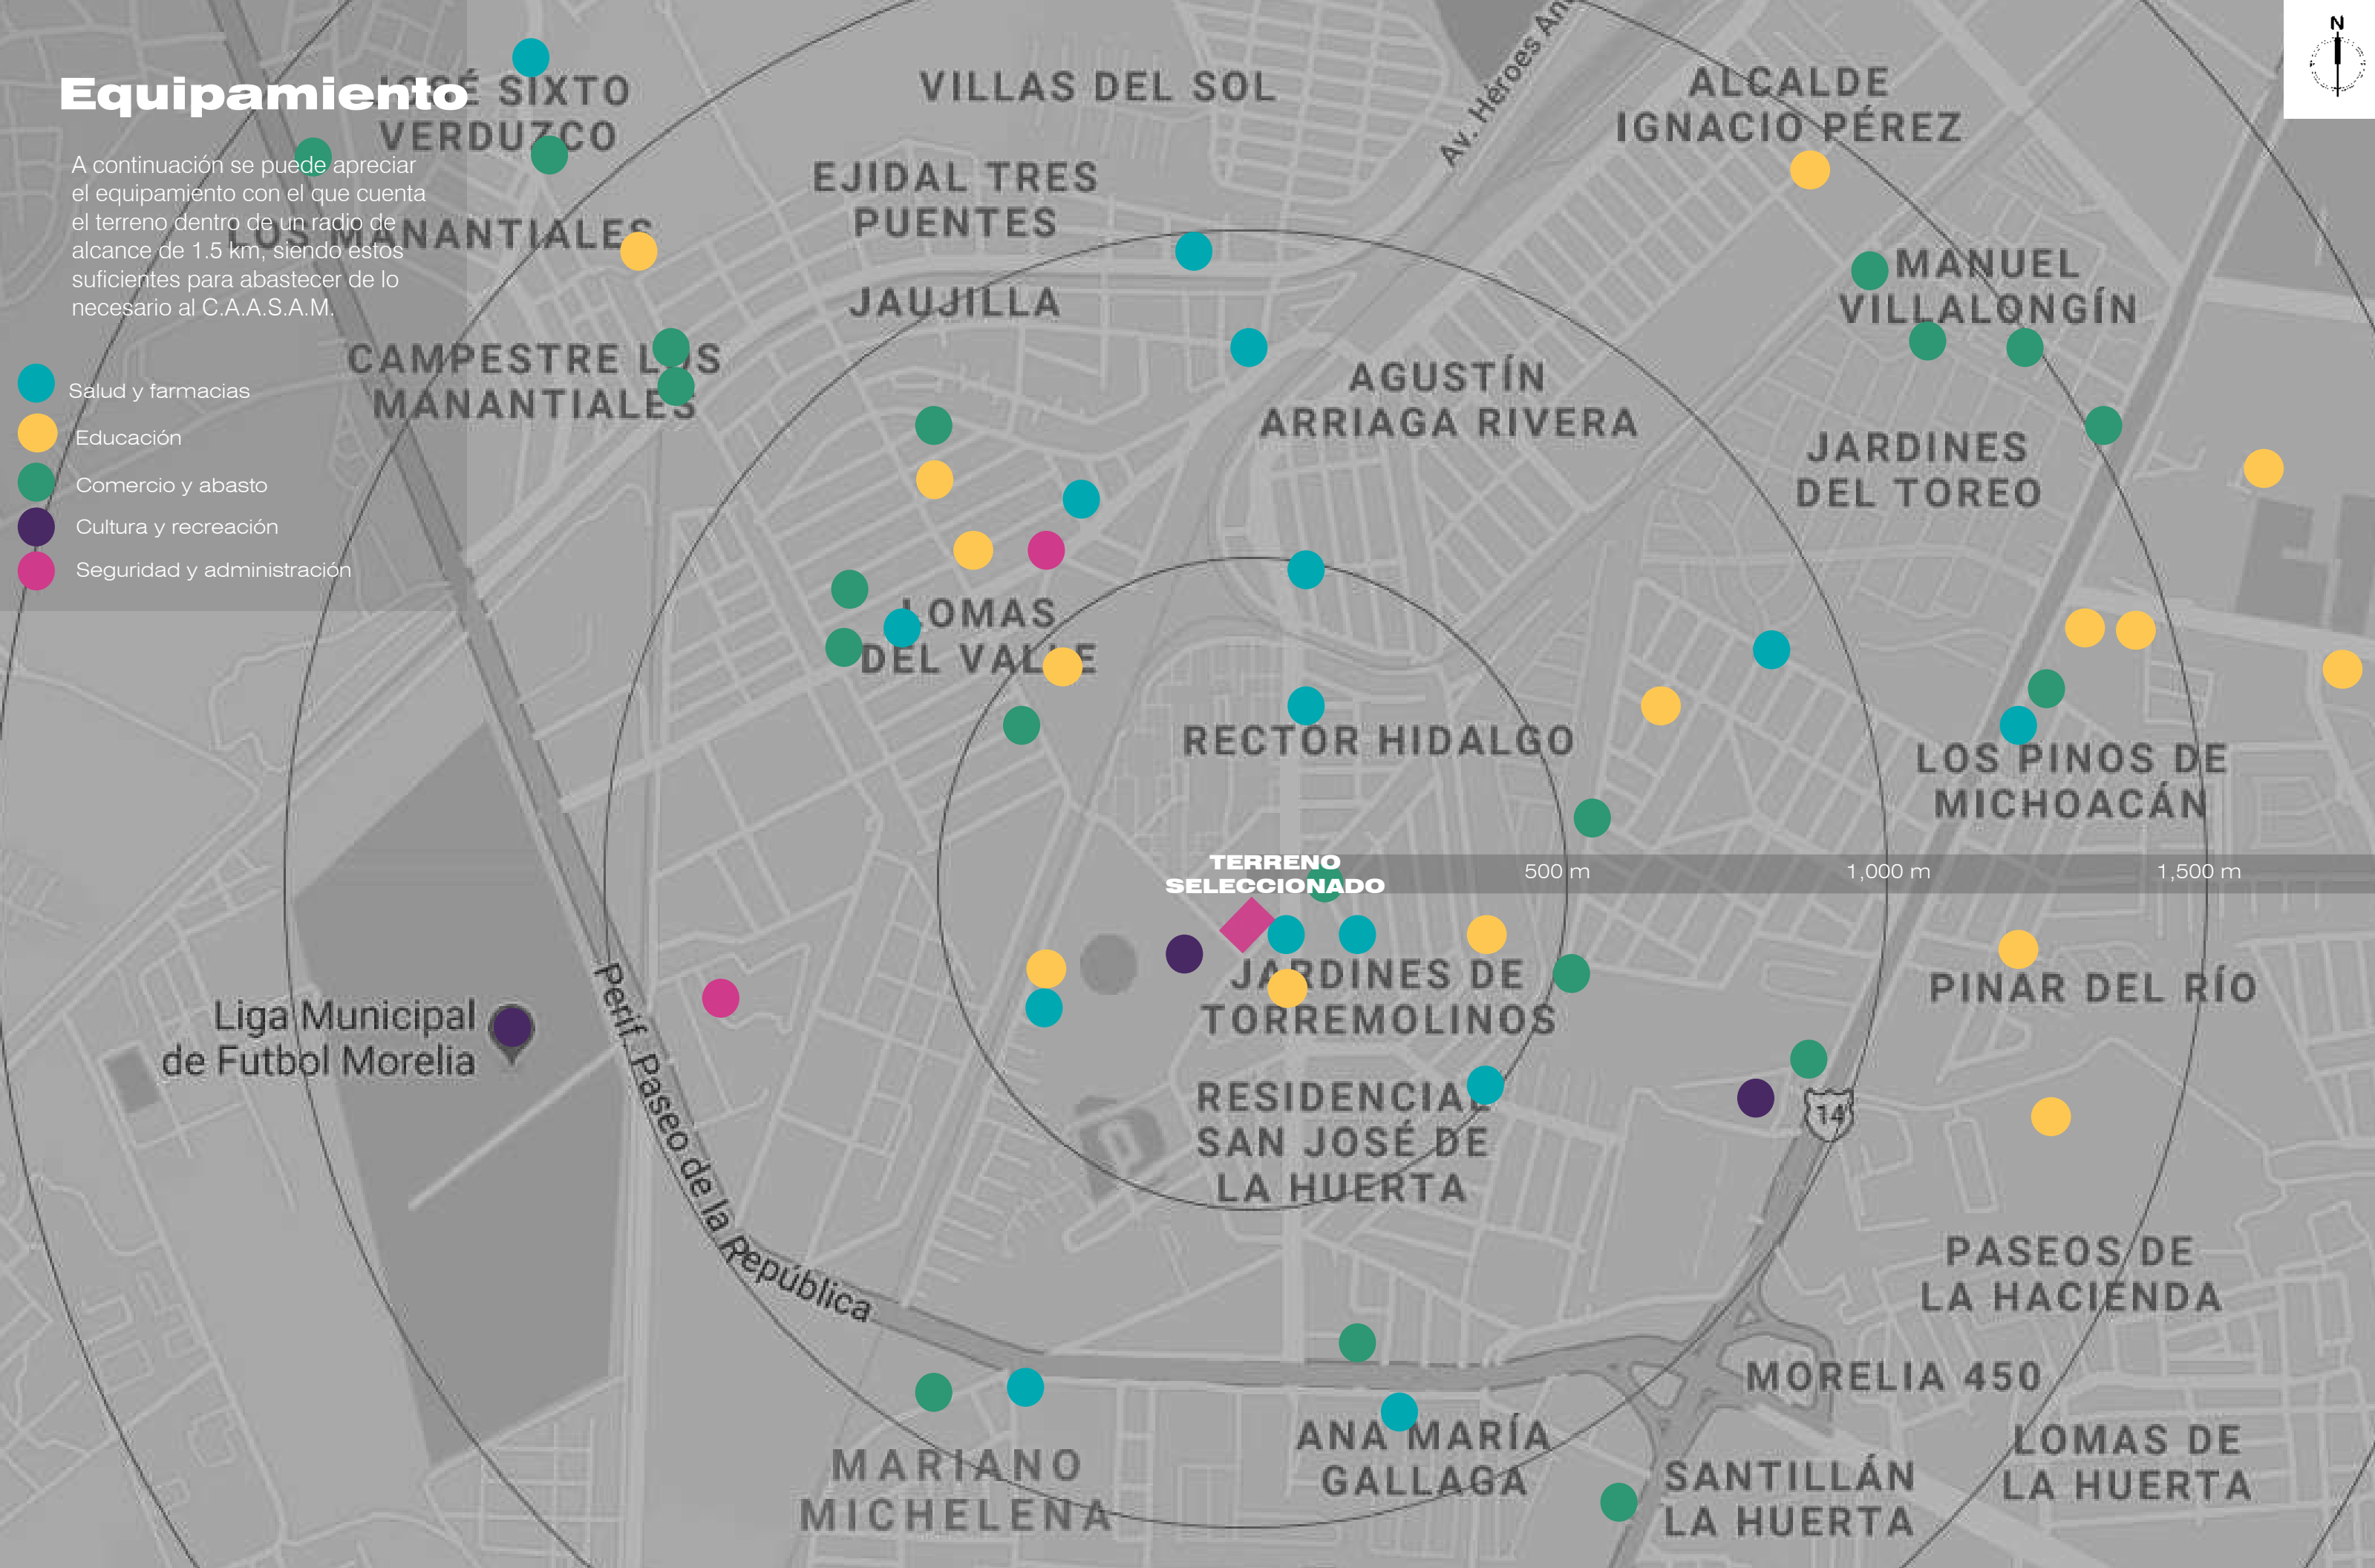 N
Equipamiento
A continuación se puede apreciar
el equipamiento con el que cuenta
el terreno dentro de un radio de
alcance de 1.5 km, siendo estos
suficientes para abastecer de lo
necesario al C.A.A.S.A.M.
Salud y farmacias
Educación
Comercio y abasto
Cultura y recreación
Seguridad y administración
JOSÉ SIXTO
VERDUZCO
LOS MANANTIALES
CAMPESTRE LOS
MANANTIALES
VILLAS DEL SOL
EJIDAL TRES
PUENTES
JAUJILLA
Av. Héroes
ALCALDE
IGNACIO PÉREZ
MANUEL
VILLALONGÍN
AGUSTÍN
ARRIAGA RIVERA
JARDINES
DEL TOREO
LOMAS
DEL VALLE
RECTOR HIDALGO
LOS PINOS DE
MICHOACÁN
TERRENO
SELECCIONADO
500 m
1,000 m
1,500 m
JARDINES DE
TORREMOLINOS
PINAR DEL RÍO
Liga Municipal
de Futbol Morelia
Perif. Paseo de la República
RESIDENCIAL
SAN JOSÉ DE
LA HUERTA
14
PASEOS DE
LA HACIENDA
MORELIA 450
ANA MARÍA
GALLAGA
MARIANO
MICHELENA
SANTILLÁN
LA HUERTA
LOMAS DE
LA HUERTA